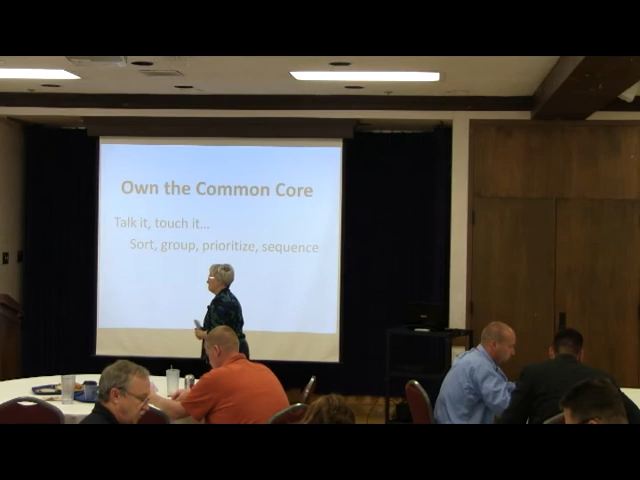 Own the Common Core
Talk it, touch it...
Sort, group, prioritize, sequence